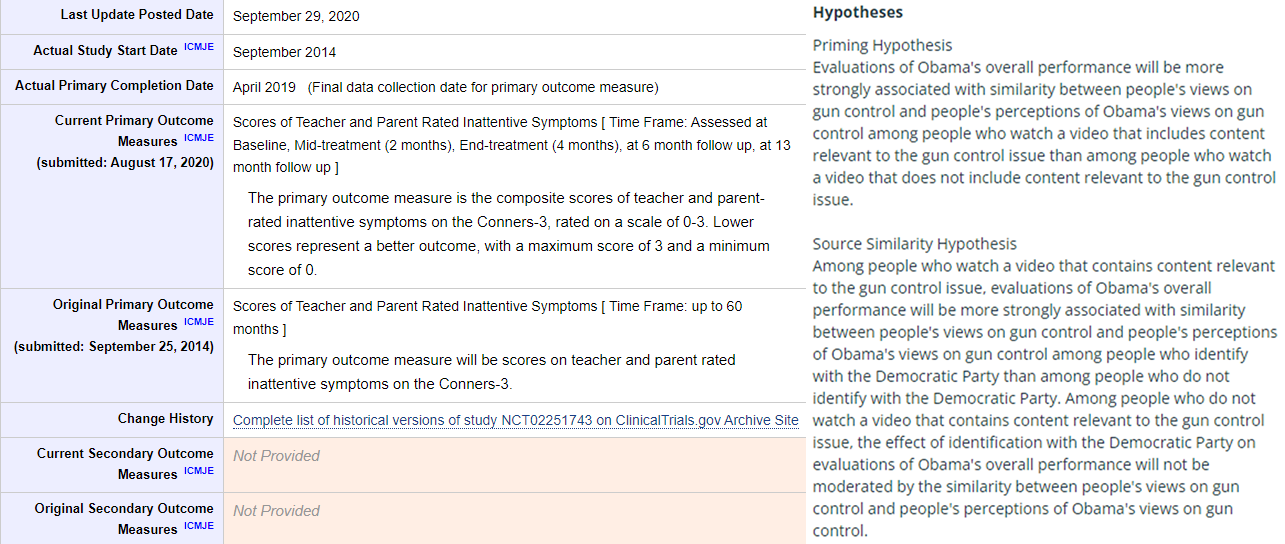 Last Update Posted Date
September 29, 2020
Actual Study Start Date ICMJE
September 2014
Actual Primary Completion Date
April 2019 (Final data collection date for primary outcome measure)
Current Primary Outcome
Measures ICMJE
(submitted: August 17, 2020)
Scores of Teacher and Parent Rated Inattentive Symptoms [ Time Frame: Assessed at
Baseline, Mid-treatment (2 months), End-treatment (4 months), at 6 month follow up, at 13
month follow up ]
The primary outcome measure is the composite scores of teacher and parent-
rated inattentive symptoms on the Conners-3, rated on a scale of 0-3. Lower
scores represent a better outcome, with a maximum score of 3 and a minimum
score of 0.
Original Primary Outcome
Measures ICMJE
(submitted: September 25, 2014)
Scores of Teacher and Parent Rated Inattentive Symptoms [ Time Frame: up to 60
months ]
The primary outcome measure will be scores on teacher and parent rated
inattentive symptoms on the Conners-3.
Change History
Complete list of historical versions of study NCT02251743 on ClinicalTrials.gov Archive Site
Current Secondary Outcome
Measures ICMJE
Not Provided
Original Secondary Outcome
Measures ICMJE
Not Provided
Hypotheses
Priming Hypothesis
Evaluations of Obama's overall performance will be more
strongly associated with similarity between people's views on
gun control and people's perceptions of Obama's views on gun
control among people who watch a video that includes content
relevant to the gun control issue than among people who watch
a video that does not include content relevant to the gun control
issue.
Source Similarity Hypothesis
Among people who watch a video that contains content relevant
to the gun control issue, evaluations of Obama's overall
performance will be more strongly associated with similarity
between people's views on gun control and people's perceptions
of Obama's views on gun control among people who identify
with the Democratic Party than among people who do not
identify with the Democratic Party. Among people who do not
watch a video that contains content relevant to the gun control
issue, the effect of identification with the Democratic Party on
evaluations of Obama's overall performance will not be
moderated by the similarity between people's views on gun
control and people's perceptions of Obama's views on gun
control.